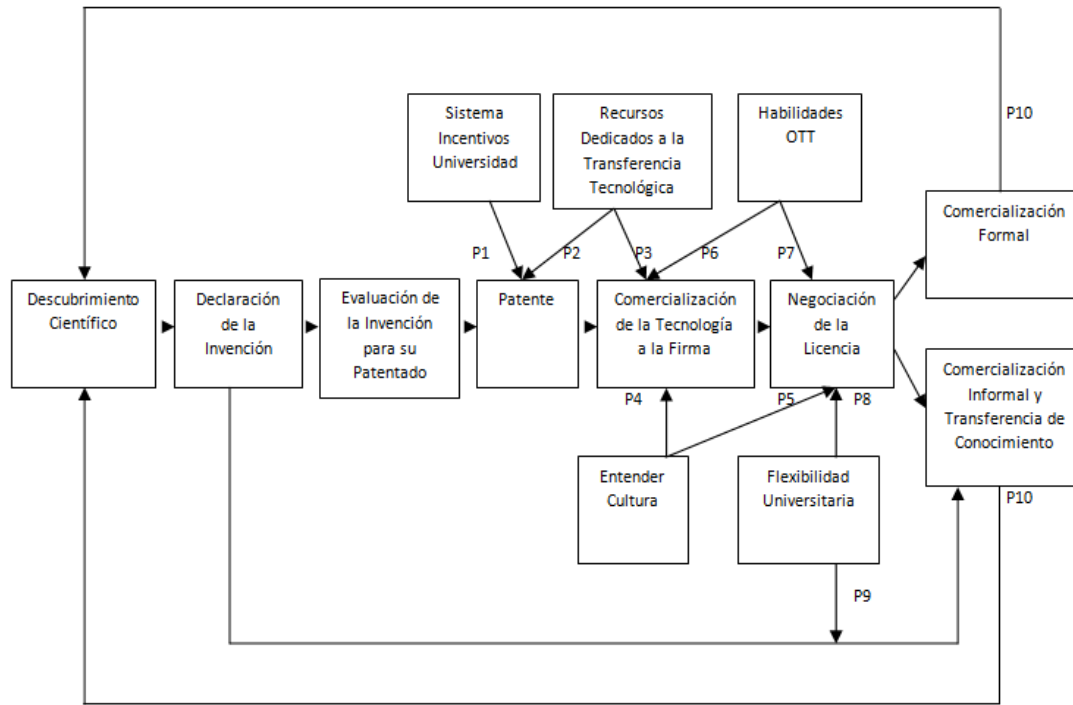 P10
Sistema
Incentivos
Universidad
Recursos
Dedicados a la
Transferencia
Tecnológica
Habilidades
OTT
Comercialización
Formal
P1
P2
P3
P6
P7
Descubrimiento
Científico
Declaración
de la
Invención
Evaluación de
la Invención
para su
Patentado
Patente
Comercialización
de la Tecnología
a la Firma
Negociación
de la
Licencia
Comercialización
Informal y
Transferencia de
Conocimiento
P4
P5
P8
Entender
Cultura
Flexibilidad
Universitaria
P10
P9